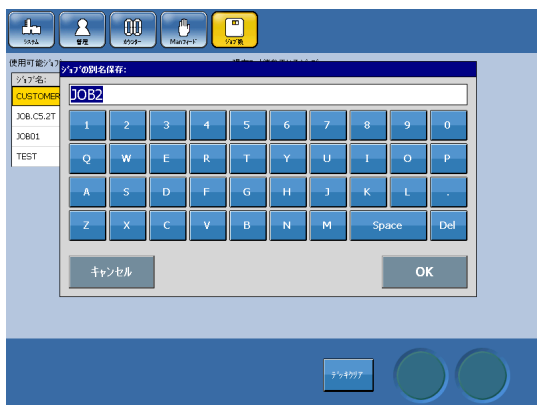 システム
管理
カウンター
Manフィード
ジョブ換
使用可能ジョブ
ジョブの別名保存:
ジョブ名:
JOB2
CUSTOMER
JOB.C5.2T
JOB01
TEST
1 2 3 4 5 6 7 8 9 0
Q W E R T Y U I O P
A S D F G H J K L .
Z X C V B N M Space Del
キャンセル OK
デッキクリア